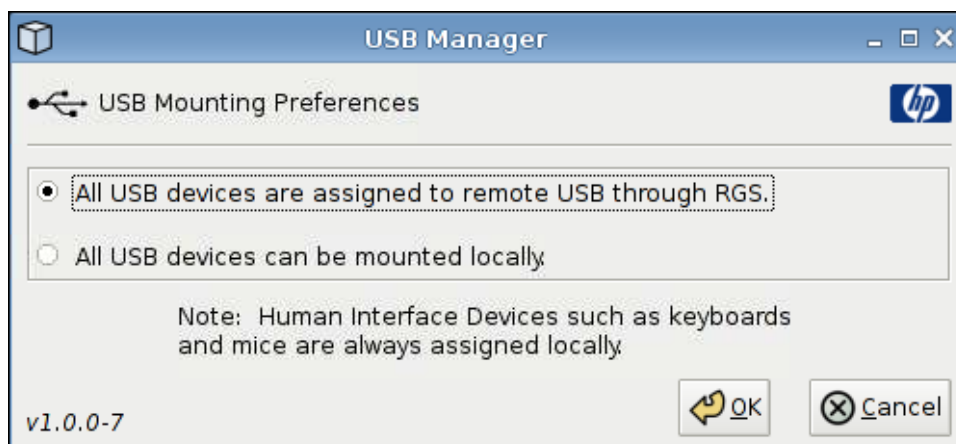 USB Manager
USB Mounting Preferences
hp
All USB devices are assigned to remote USB through RGS.
All USB devices can be mounted locally.
Note: Human Interface Devices such as keyboards
and mice are always assigned locally.
v1.0.0-7
OK
Cancel